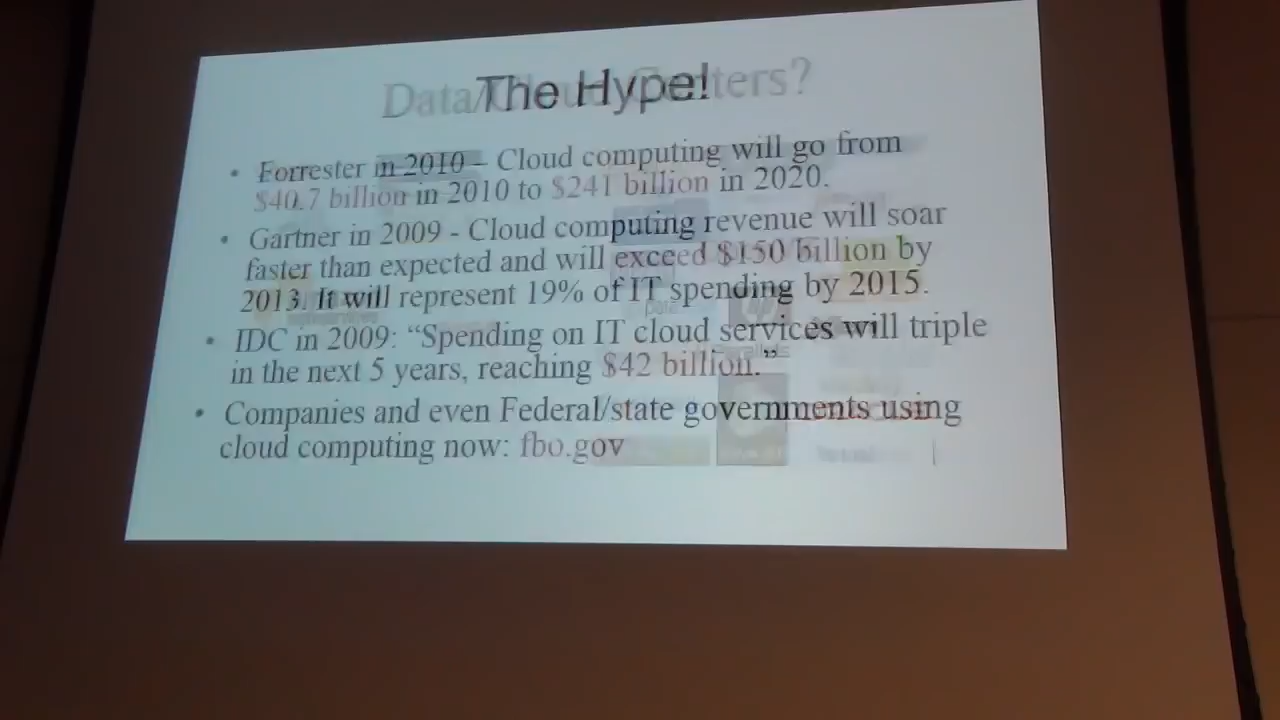 The Hype!
• Forrester in 2010 – Cloud computing will go from
$40.7 billion in 2010 to $241 billion in 2020.
• Gartner in 2009 - Cloud computing revenue will soar
faster than expected and will exceed $150 billion by
2013. It will represent 19% of IT spending by 2015.
• IDC in 2009: “Spending on IT cloud services will triple
in the next 5 years, reaching $42 billion.”
• Companies and even Federal/state governments using
cloud computing now: fbo.gov